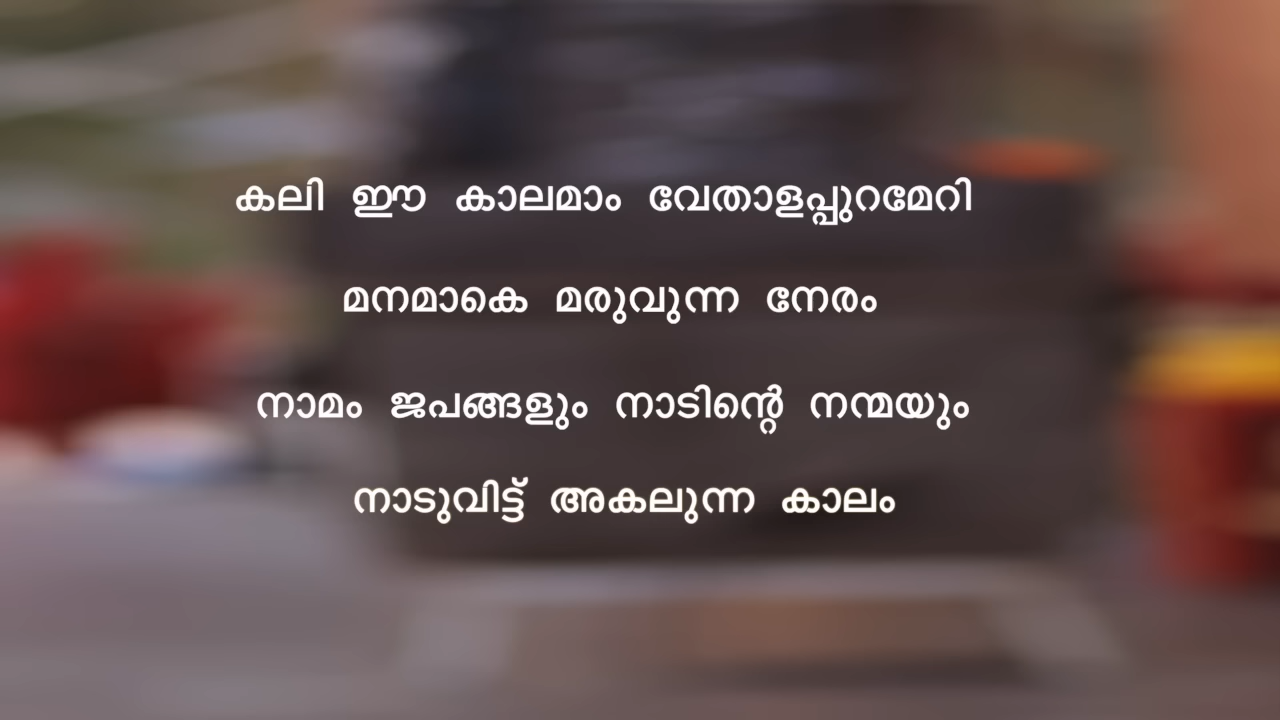 കലി ഈ കാലമാം വേതാളപ്പുറമേറി
മനമാകെ മരുവുന്ന നേരം
നാമം ജപങ്ങളും നാടിന്റെ നന്മയും
നാടുവിട്ട് അകലുന്ന കാലം